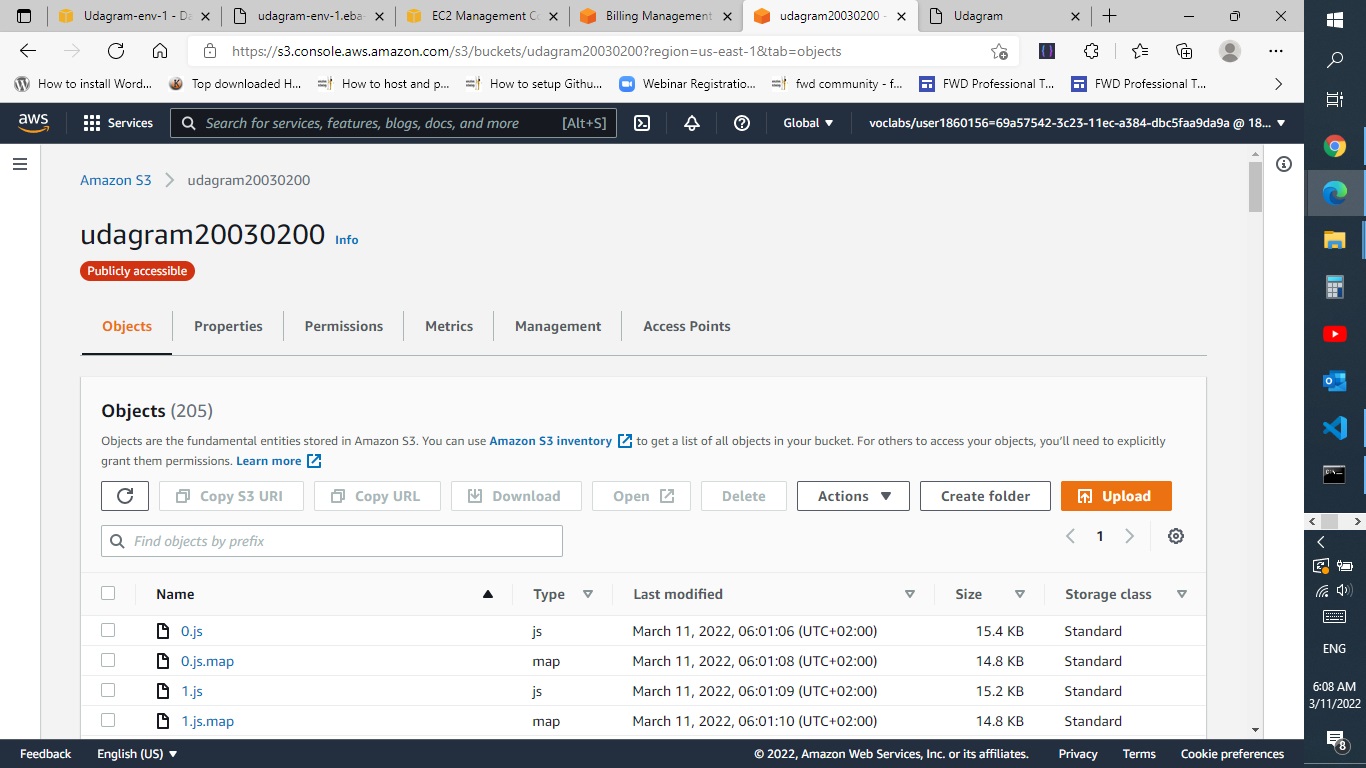 Udagram-env-1 - Da
udagram-env-1.eba-
EC2 Management Co
Billing Management
udagram20030200 -
Udagram
https://s3.console.aws.amazon.com/s3/buckets/udagram20030200?region=us-east-1&tab=objects
How to install Word...
Top downloaded H...
How to host and p...
How to setup Githu...
Webinar Registratio...
fwd community - f...
FWD Professional T...
FWD Professional T...
aws
Services
Search for services, features, blogs, docs, and more
[Alt+S]
Global
voclabs/user1860156=69a57542-3c23-11ec-a384-dbc5faa9da9a @ 18...
Amazon S3
udagram20030200
udagram20030200 Info
Publicly accessible
Objects
Properties
Permissions
Metrics
Management
Access Points
Objects (205)
Objects are the fundamental entities stored in Amazon S3. You can use Amazon S3 inventory to get a list of all objects in your bucket. For others to access your objects, you'll need to explicitly
grant them permissions. Learn more
Copy S3 URI
Copy URL
Download
Open
Delete
Actions
Create folder
Upload
Find objects by prefix
1
Name Type Last modified Size Storage class
0.js js March 11, 2022, 06:01:06 (UTC+02:00) 15.4 KB Standard
0.js.map map March 11, 2022, 06:01:08 (UTC+02:00) 14.8 KB Standard
1.js js March 11, 2022, 06:01:09 (UTC+02:00) 15.2 KB Standard
1.js.map map March 11, 2022, 06:01:10 (UTC+02:00) 14.8 KB Standard
Feedback
English (US)
© 2022, Amazon Web Services, Inc. or its affiliates.
Privacy
Terms
Cookie preferences
ENG
6:08 AM
3/11/2022
8